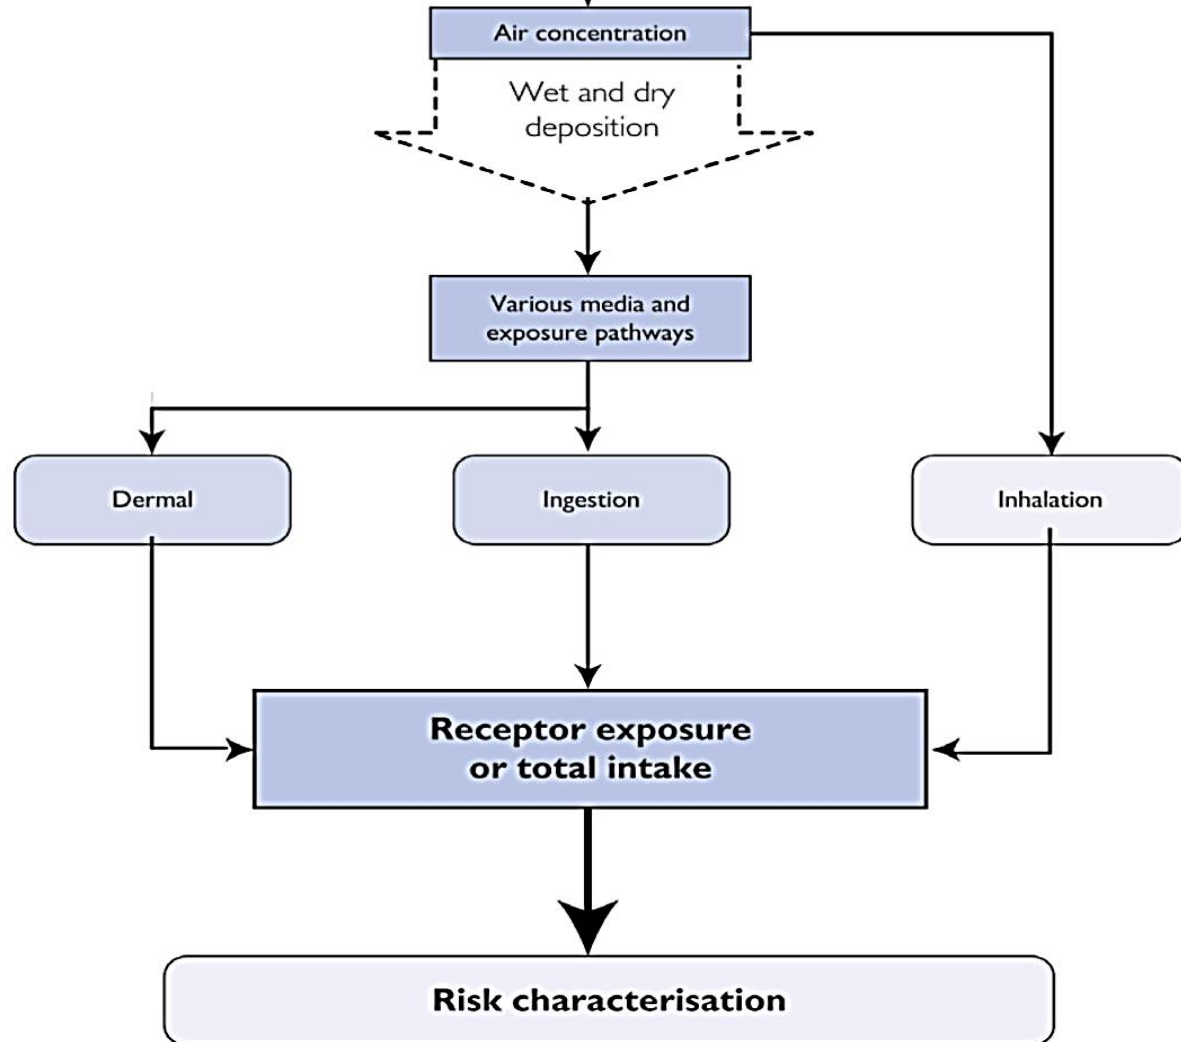 Air concentration
Wet and dry
deposition
Various media and
exposure pathways
Dermal
Ingestion
Inhalation
Receptor exposure
or total intake
Risk characterisation